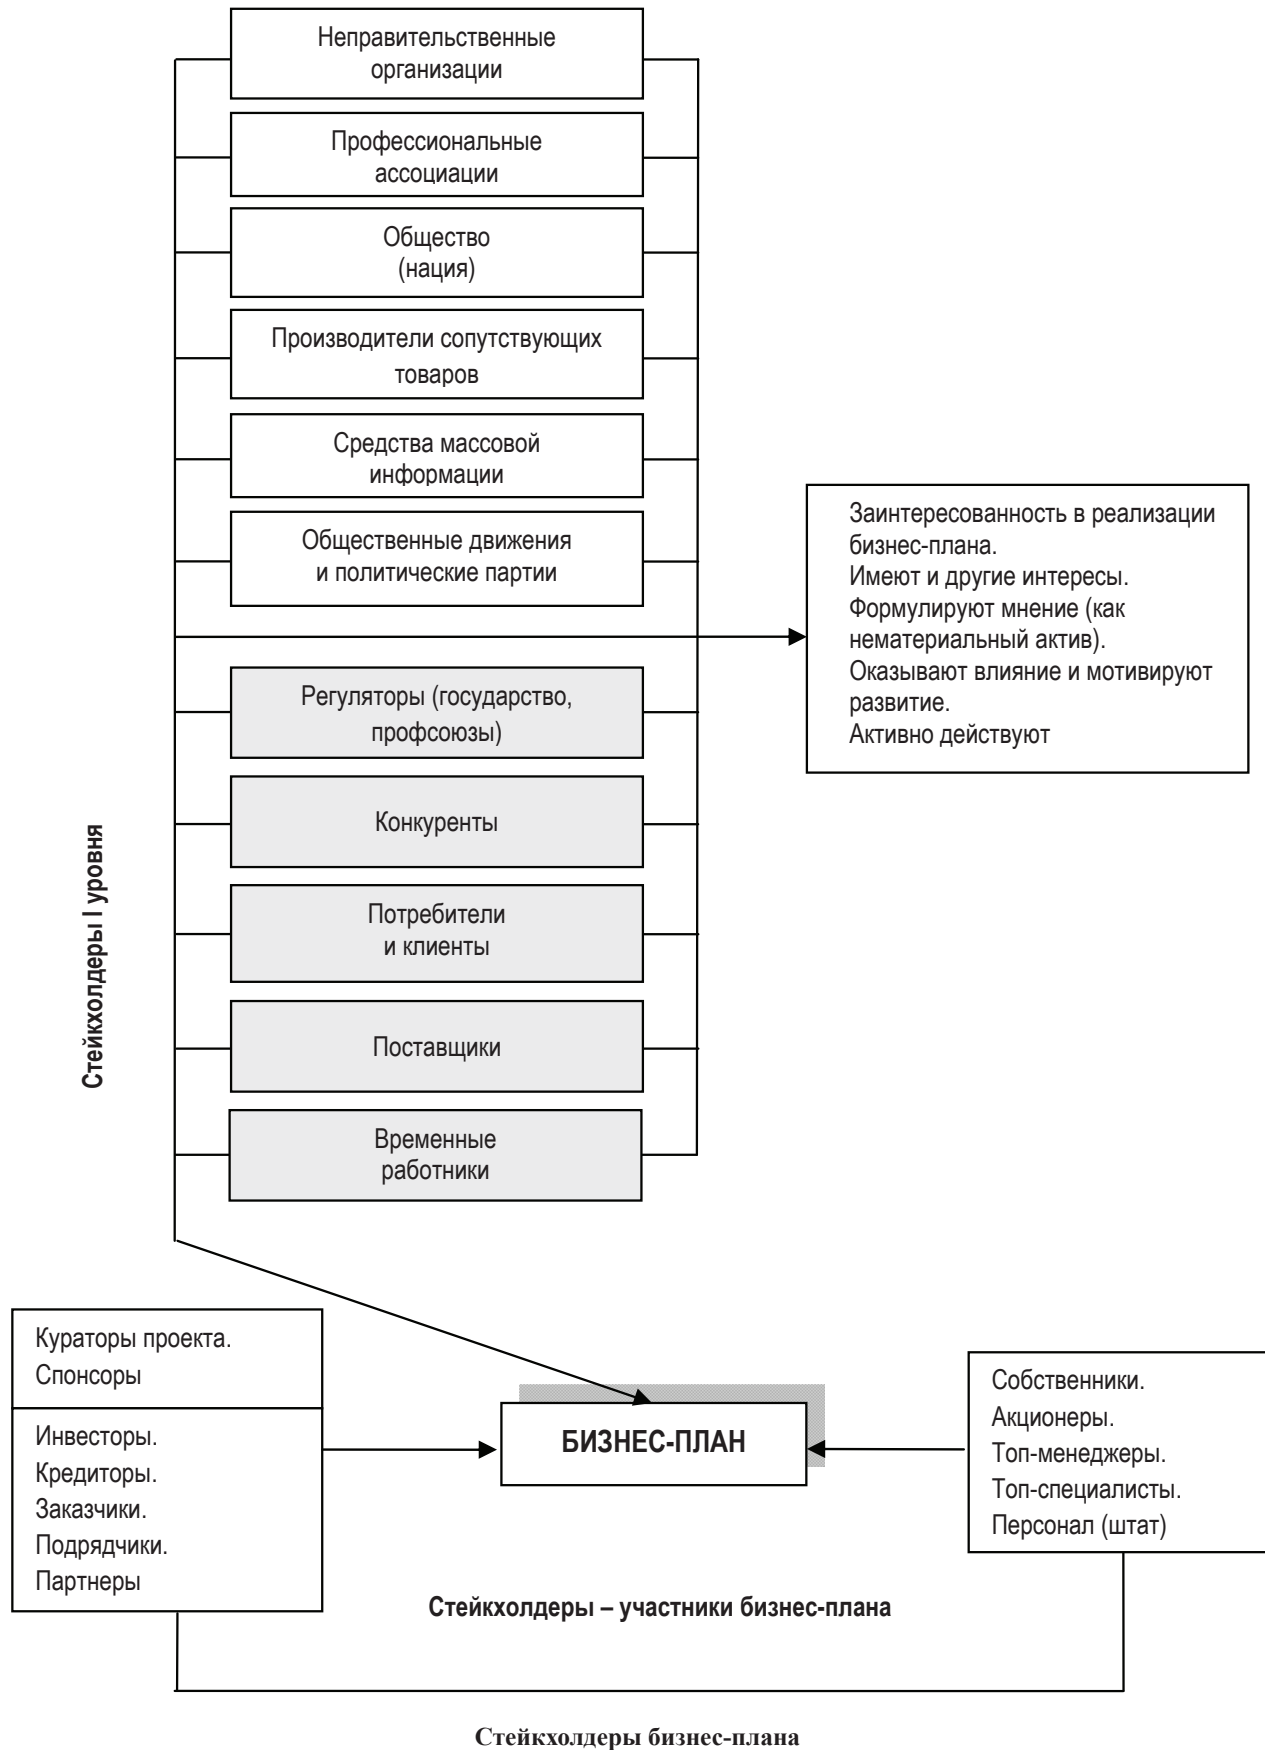 Неправительственные
организации
Профессиональные
ассоциации
Общество
(нация)
Производители сопутствующих
товаров
Средства массовой
информации
Общественные движения
и политические партии
Заинтересованность в реализации
бизнес-плана.
Имеют и другие интересы.
Формулируют мнение (как
нематериальный актив).
Оказывают влияние и мотивируют
развитие.
Активно действуют
Регуляторы (государство,
профсоюзы)
Конкуренты
Потребители
и клиенты
Поставщики
Временные
работники
Стейкхолдеры I уровня
Кураторы проекта.
Спонсоры
Инвесторы.
Кредиторы.
Заказчики.
Подрядчики.
Партнеры
БИЗНЕС-ПЛАН
Собственники.
Акционеры.
Топ-менеджеры.
Топ-специалисты.
Персонал (штат)
Стейкхолдеры – участники бизнес-плана
Стейкхолдеры бизнес-плана